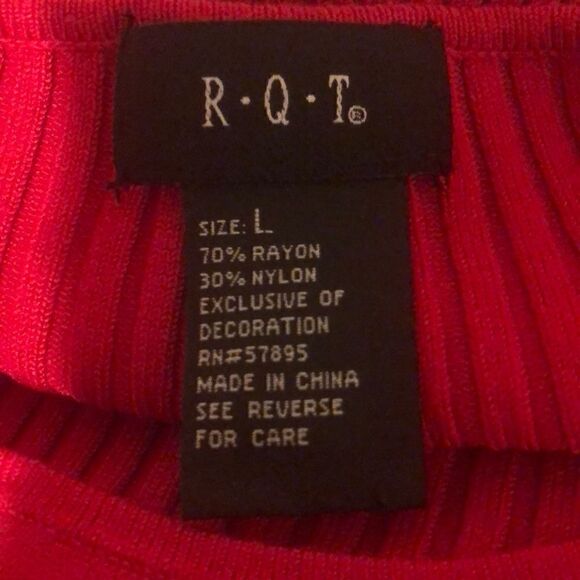 R·Q·T®
SIZE: L
70% RAYON
30% NYLON
EXCLUSIVE OF
DECORATION
RN#57895
MADE IN CHINA
SEE REVERSE
FOR CARE